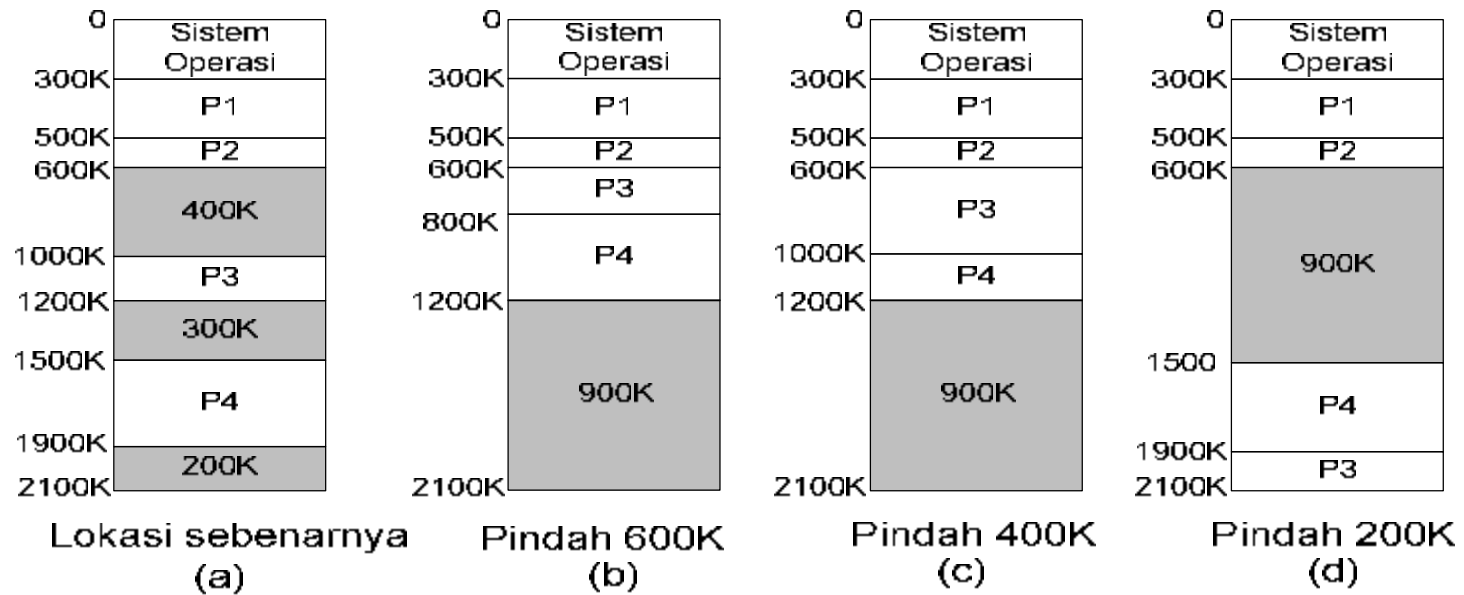 0
Sistem
Operasi
300K
P1
500K
P2
600K
400K
1000K
P3
1200K
300K
1500K
P4
1900K
200K
2100K
Lokasi sebenarnya
(a)
0
Sistem
Operasi
300K
P1
500K
P2
600K
P3
800K
P4
1200K
900K
2100K
Pindah 600K
(b)
0
Sistem
Operasi
300K
P1
500K
P2
600K
P3
1000K
P4
1200K
900K
2100K
Pindah 400K
(c)
0
Sistem
Operasi
300K
P1
500K
P2
600K
900K
1500
P4
1900K
P3
2100K
Pindah 200K
(d)